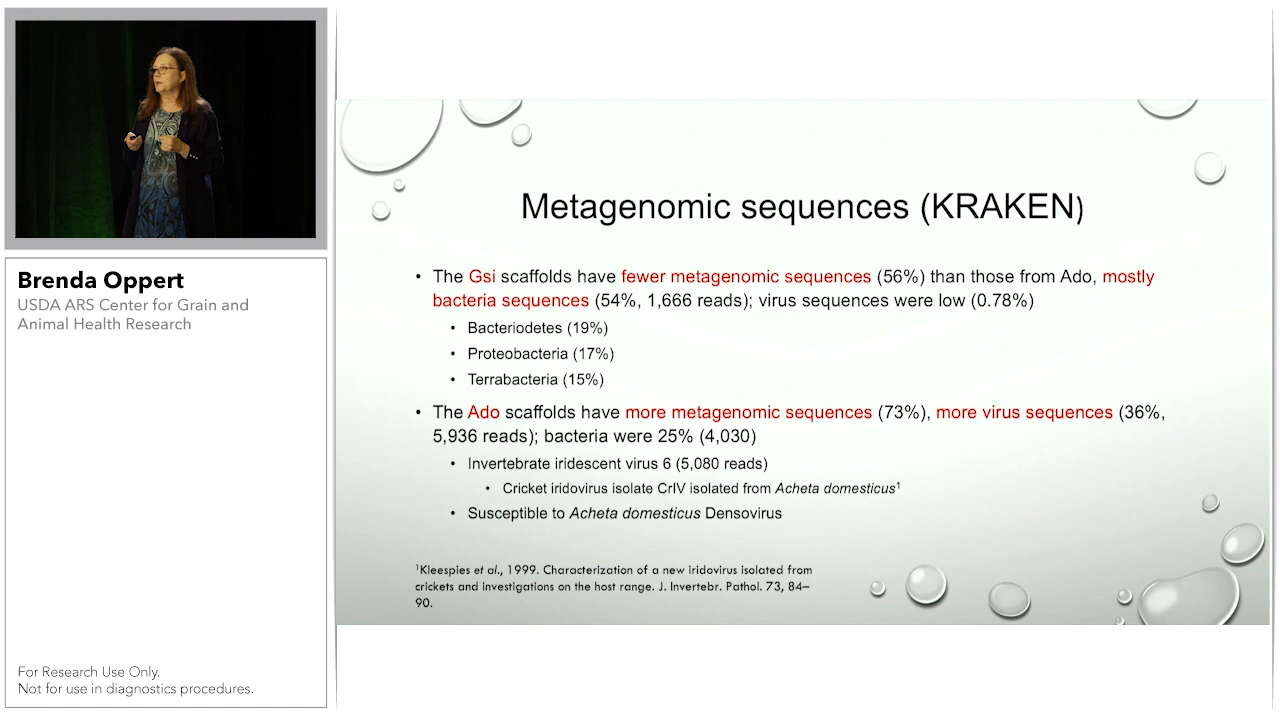 Brenda Oppert
USDA ARS Center for Grain and
Animal Health Research
For Research Use Only.
Not for use in diagnostics procedures.
Metagenomic sequences (KRAKEN)
• The Gsi scaffolds have fewer metagenomic sequences (56%) than those from Ado, mostly
bacteria sequences (54%, 1,666 reads); virus sequences were low (0.78%)
• Bacteriodetes (19%)
• Proteobacteria (17%)
• Terrabacteria (15%)
• The Ado scaffolds have more metagenomic sequences (73%), more virus sequences (36%,
5,936 reads); bacteria were 25% (4,030)
• Invertebrate iridescent virus 6 (5,080 reads)
• Cricket iridovirus isolate CrIV isolated from Acheta domesticus¹
• Susceptible to Acheta domesticus Densovirus
¹Kleespies et al., 1999. Characterization of a new iridovirus isolated from
crickets and investigations on the host range. J. Invertebr. Pathol. 73, 84–
90.